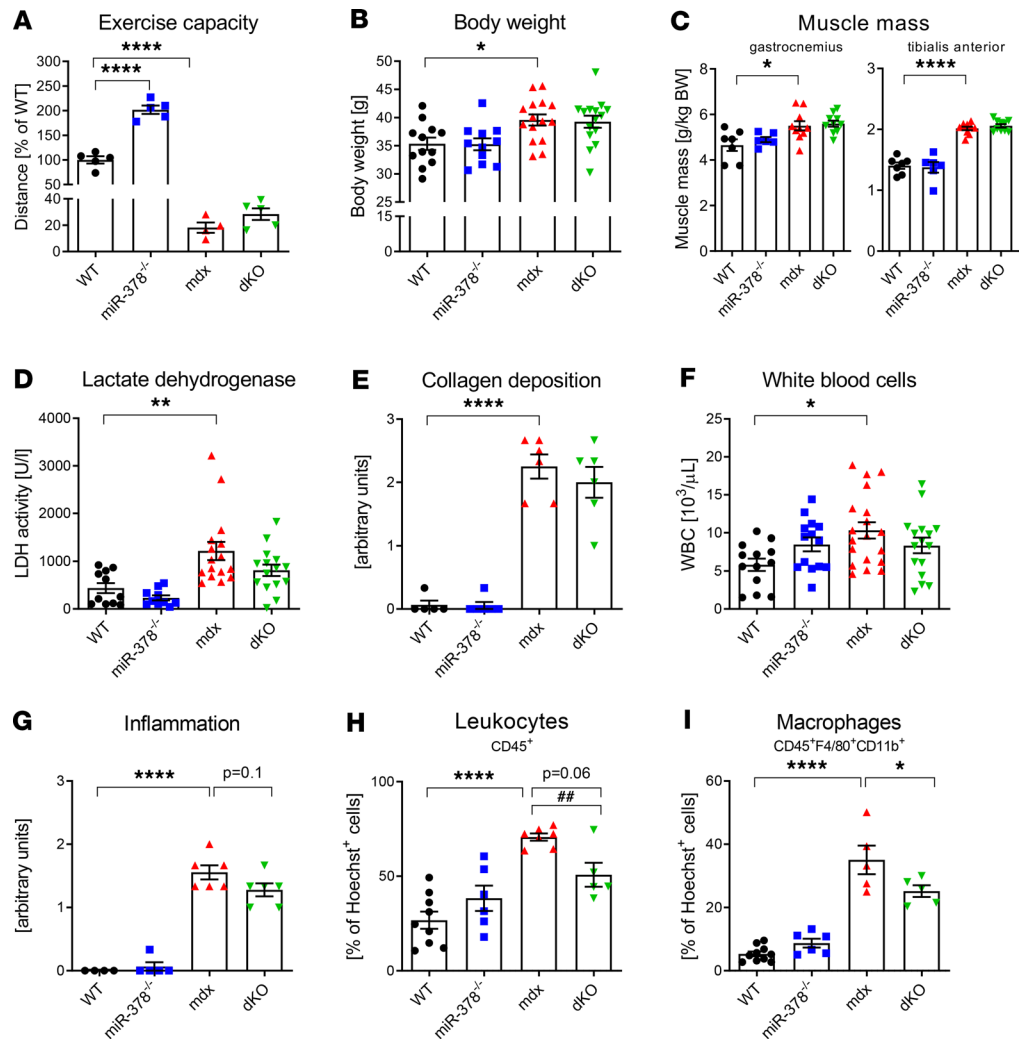 A Exercise capacity
****
****
Distance [% of WT]
300
250
200
150
100
50
40
20
0
WT
miR-378-/-
mdx
dKO
B Body weight
*
Body weight [g]
50
45
40
35
30
25
15
0
WT
miR-378-/-
mdx
dKO
C Muscle mass
gastrocnemius
tibialis anterior
*
****
Muscle mass [g/kg BW]
8
6
4
2
0
WT
miR-378-/-
mdx
dKO
3
2
1
0
WT
miR-378-/-
mdx
dKO
D Lactate dehydrogenase
**
LDH activity [U/l]
4000
3000
2000
1000
0
WT
miR-378-/-
mdx
dKO
E Collagen deposition
****
[arbitrary units]
3
2
1
0
WT
miR-378-/-
mdx
dKO
F White blood cells
*
WBC [10³/µL]
25
20
15
10
5
0
WT
miR-378-/-
mdx
dKO
G Inflammation
**** p=0.1
[arbitrary units]
3
2
1
0
WT
miR-378-/-
mdx
dKO
H Leukocytes
CD45+
**** p=0.06
##
[% of Hoechst+ cells]
100
50
0
WT
miR-378-/-
mdx
dKO
I Macrophages
CD45+F4/80+CD11b+
**** *
[% of Hoechst+ cells]
60
40
20
0
WT
miR-378-/-
mdx
dKO